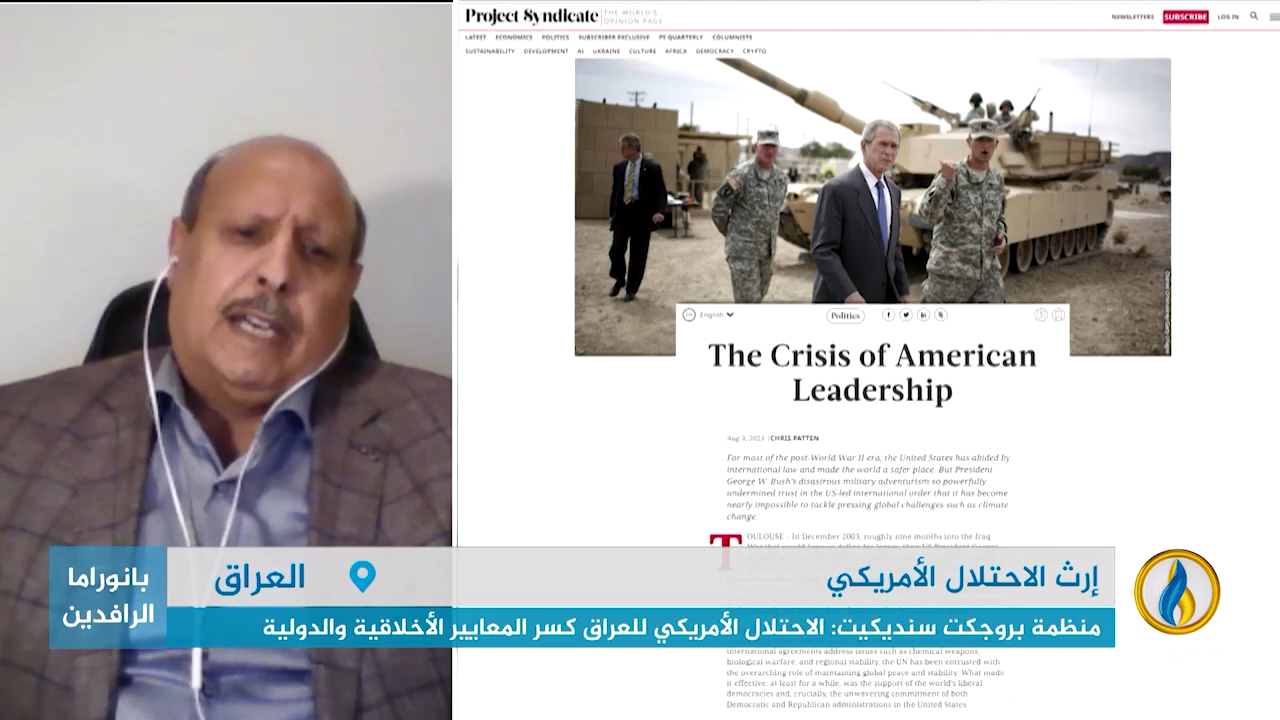 Project Syndicate
THE WORLD'S
OPINION PAGE
NEWSLETTERS
SUBSCRIBE
LOG IN
LATEST ECONOMICS POLITICS SUBSCRIBER EXCLUSIVE PS QUARTERLY COLUMNISTS
SUSTAINABILITY DEVELOPMENT AI UKRAINE CULTURE AFRICA DEMOCRACY CRYPTO
English
Politics
The Crisis of American
Leadership
Aug 3, 2023 | CHRIS PATTEN
For most of the post-World War II era, the United States has abided by
international law and made the world a safer place. But President
George W. Bush's disastrous military adventurism so powerfully
undermined trust in the US-led international order that it has become
nearly impossible to tackle pressing global challenges such as climate
change.
TOULOUSE – In December 2003, roughly nine months into the Iraq
إرث الاحتلال الأمريكي
العراق
بانوراما
الرافدين
منظمة بروجكت سنديكيت: الاحتلال الأمريكي للعراق كسر المعايير الأخلاقية والدولية
international agreements address issues such as chemical weapons,
biological warfare, and regional stability, the UN has been entrusted with
the overarching role of maintaining global peace and stability. What made
it effective, at least for a while, was the support of the world's liberal
democracies and, crucially, the unwavering commitment of both
Democratic and Republican administrations in the United States.